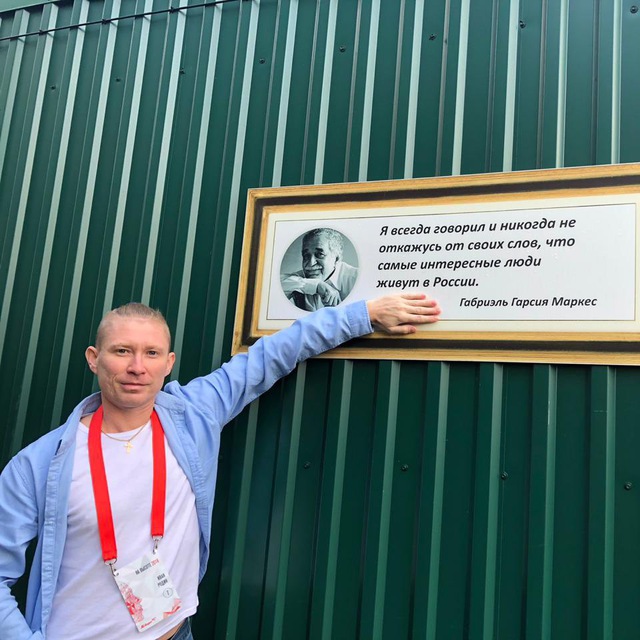 Я всегда говорил и никогда не
откажусь от своих слов, что
самые интересные люди
живут в России.
Габриэль Гарсия Маркес